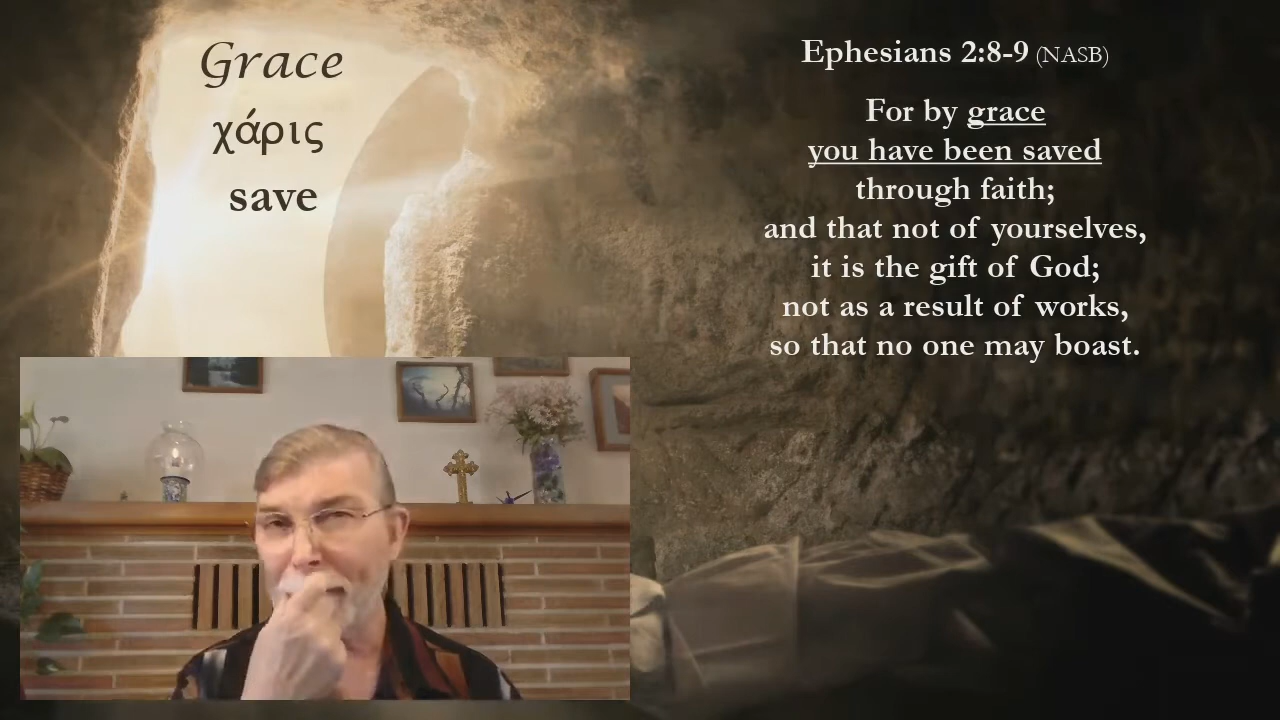 Grace
χάρις
save
Ephesians 2:8-9 (NASB)
For by grace
you have been saved
through faith;
and that not of yourselves,
it is the gift of God;
not as a result of works,
so that no one may boast.